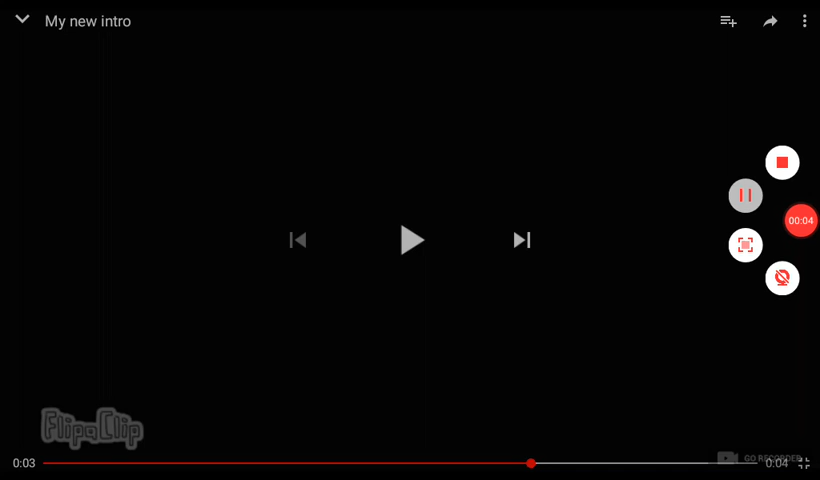 My new intro
00:04
FlipaClip
0:03
GO RECORDER
0:04